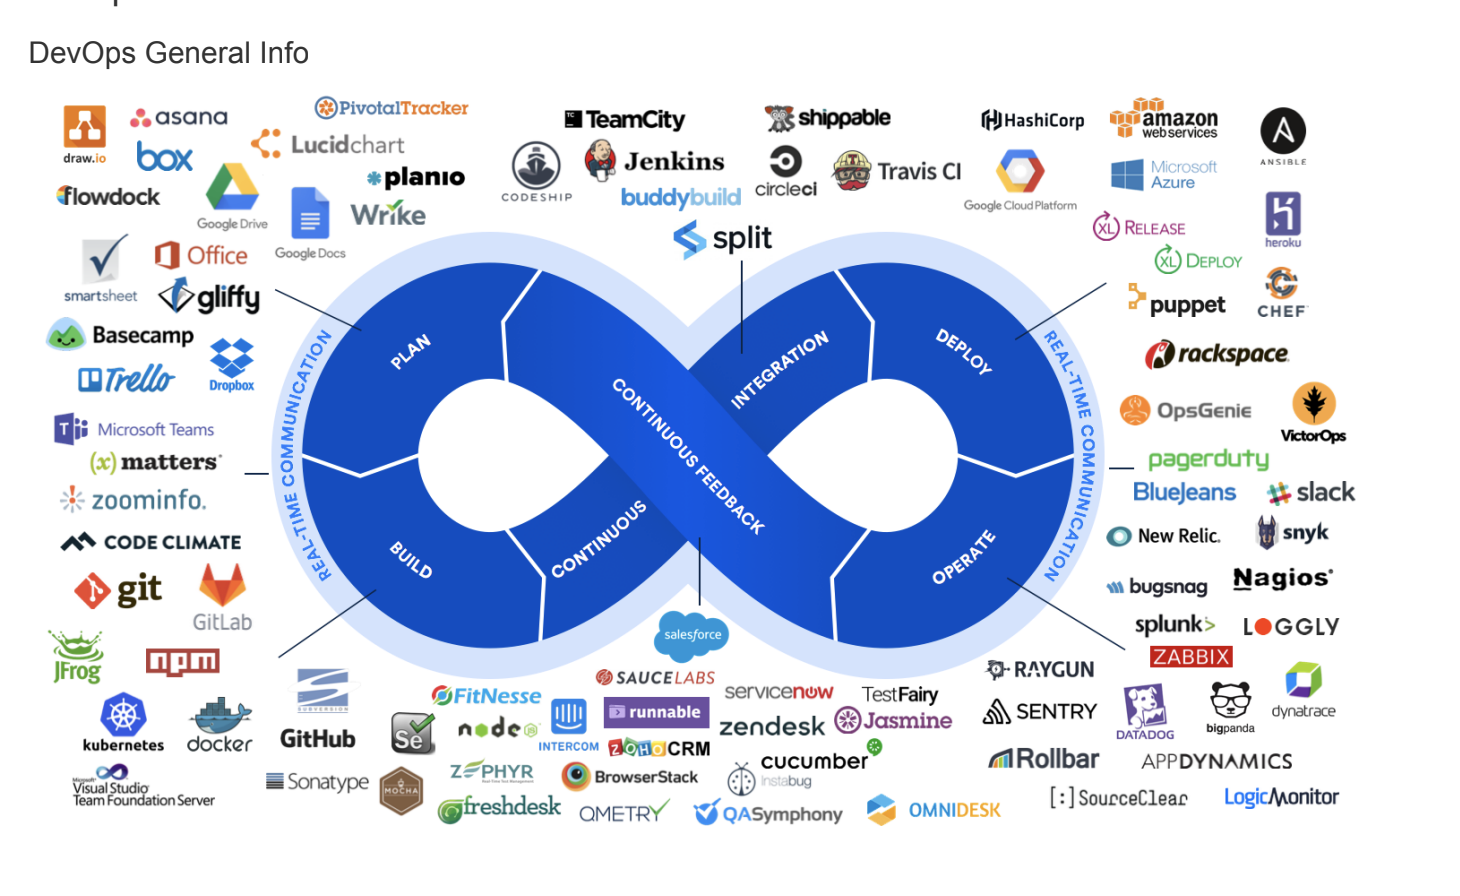 DevOps General Info
draw.io
asana
PivotalTracker
box
Lucidchart
flowdock
Google Drive
planio
Google Docs
Wrike
smartsheet
Office
gliffy
Basecamp
Trello
Dropbox
TC
TeamCity
CODESHIP
Jenkins
buddybuild
shippable
circleci
Travis CI
split
HashiCorp
amazon
web services
ANSIBLE
Google Cloud Platform
Microsoft
Azure
XL RELEASE
heroku
XL DEPLOY
puppet
CHEF
rackspace.
PLAN
INTEGRATION
DEPLOY
CONTINUOUS FEEDBACK
BUILD
CONTINUOUS
OPERATE
REAL-TIME COMMUNICATION
REAL-TIME COMMUNICATION
T Microsoft Teams
(x) matters
zoominfo.
OpsGenie
VictorOps
pagerduty
BlueJeans
slack
CODE CLIMATE
git
GitLab
JFrog
npm
kubernetes
docker
SUBVERSION
GitHub
Microsoft
Visual Studio
Team Foundation Server
Sonatype
New Relic.
snyk
bugsnag
Nagios
splunk>
LOGGLY
ZABBIX
salesforce
SAUCELABS
FitNesse
Se
node JS
INTERCOM
runnable
servicenow
TestFairy
zendesk
Jasmine
ZOHO CRM
MOCHA
ZEPHYR
BrowserStack
cucumber
instabug
freshdesk
QMETRY
QASymphony
OMNIDESK
RAYGUN
SENTRY
DATADOG
bigpanda
dynatrace
Rollbar
APPDYNAMICS
[:]SourceClear
LogicMonitor